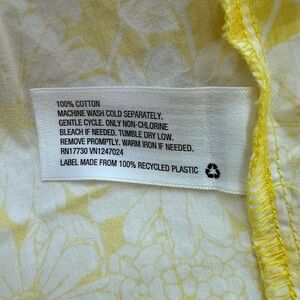 100% COTTON
MACHINE WASH COLD SEPARATELY.
GENTLE CYCLE. ONLY NON-CHLORINE
BLEACH IF NEEDED. TUMBLE DRY LOW.
REMOVE PROMPTLY. WARM IRON IF NEEDED.
RN17730 VN1247024
LABEL MADE FROM 100% RECYCLED PLASTIC